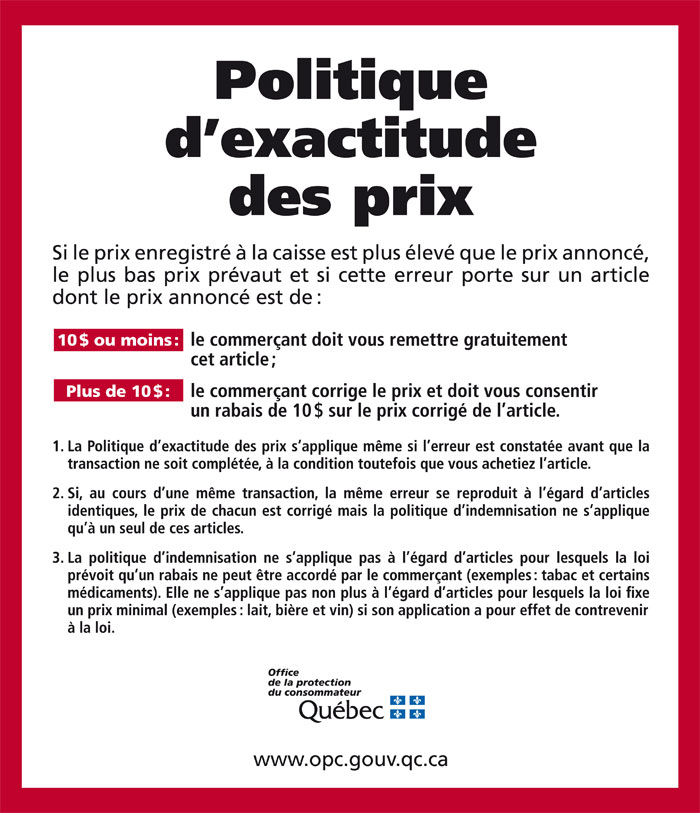 Politique
d’exactitude
des prix
Si le prix enregistré à la caisse est plus élevé que le prix annoncé,
le plus bas prix prévaut et si cette erreur porte sur un article
dont le prix annoncé est de :
10 $ ou moins : le commerçant doit vous remettre gratuitement
cet article ;
Plus de 10 $ : le commerçant corrige le prix et doit vous consentir
un rabais de 10 $ sur le prix corrigé de l’article.
1. La Politique d’exactitude des prix s’applique même si l’erreur est constatée avant que la
transaction ne soit complétée, à la condition toutefois que vous achetiez l’article.
2. Si, au cours d’une même transaction, la même erreur se reproduit à l’égard d’articles
identiques, le prix de chacun est corrigé mais la politique d’indemnisation ne s’applique
qu’à un seul de ces articles.
3. La politique d’indemnisation ne s’applique pas à l’égard d’articles pour lesquels la loi
prévoit qu’un rabais ne peut être accordé par le commerçant (exemples : tabac et certains
médicaments). Elle ne s’applique pas non plus à l’égard d’articles pour lesquels la loi fixe
un prix minimal (exemples : lait, bière et vin) si son application a pour effet de contrevenir
à la loi.
Office
de la protection
du consommateur
Québec
www.opc.gouv.qc.ca